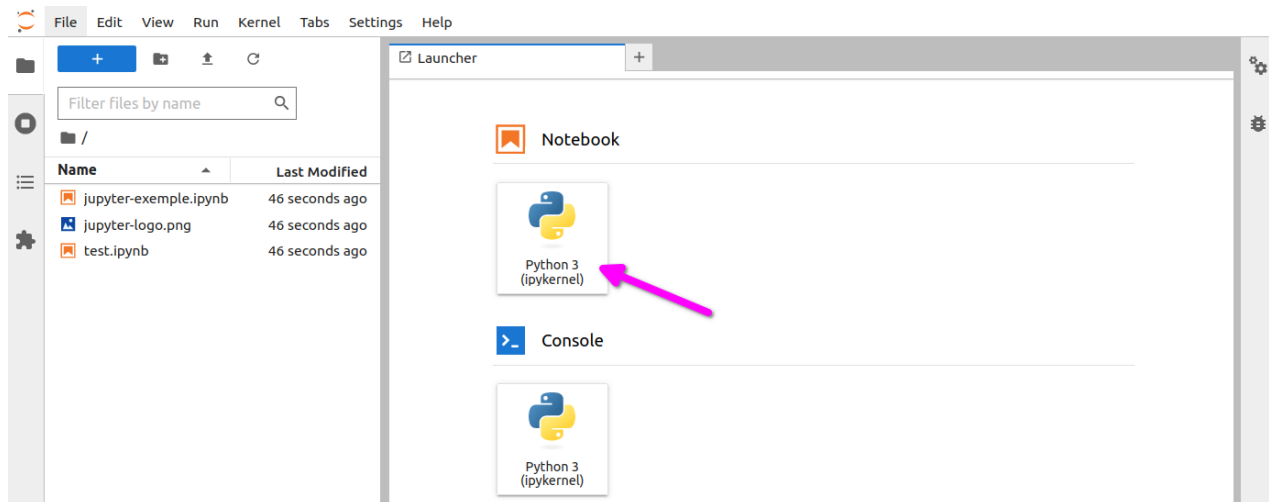 File Edit View Run Kernel Tabs Settings Help
+
Filter files by name
/
Name Last Modified
jupyter-exemple.ipynb 46 seconds ago
jupyter-logo.png 46 seconds ago
test.ipynb 46 seconds ago
Launcher +
Notebook
Python 3
(ipykernel)
>_ Console
Python 3
(ipykernel)